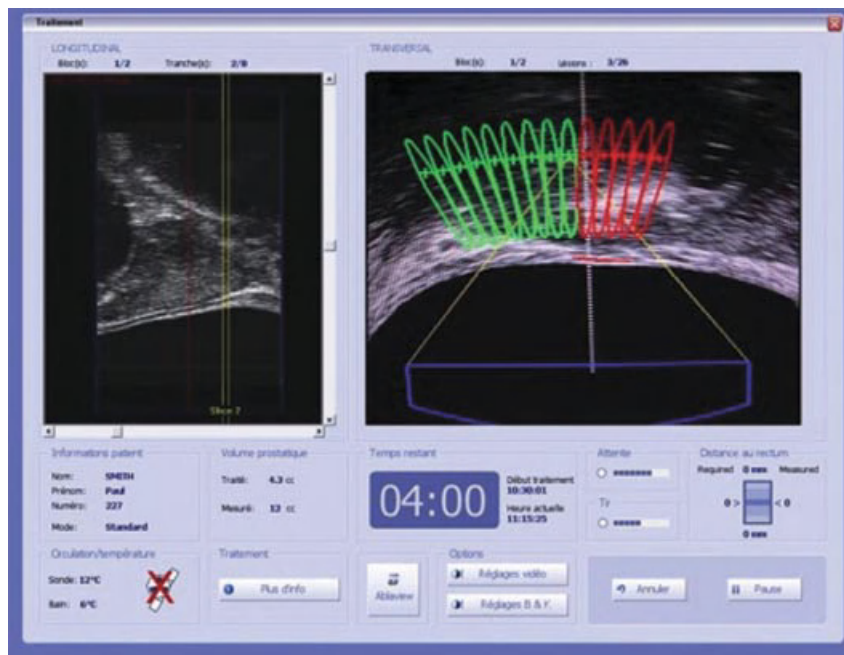 Traitement
LONGITUDINAL
Bloc(s): 1/2 Tranche(s): 2/8
TRANSVERSAL
Bloc(s): 1/2 Lésions : 3/26
Slice 7
Informations patient
Nom: SMITH
Prénom: Paul
Numéro: 227
Mode: Standard
Volume prostatique
Traité: 4.3 cc
Mesuré: 12 cc
Temps restant
04:00
Début traitement
10:30:01
Heure actuelle
11:15:25
Attente
Tir
Distance au rectum
Required 0 mm Measured
0 > < 0
0 mm
Circulation/température
Sonde: 12°C
Bain: 6°C
Traitement
Plus d'info
Ablaview
Options
Réglages vidéo
Réglages B & K
Annuler
Pause